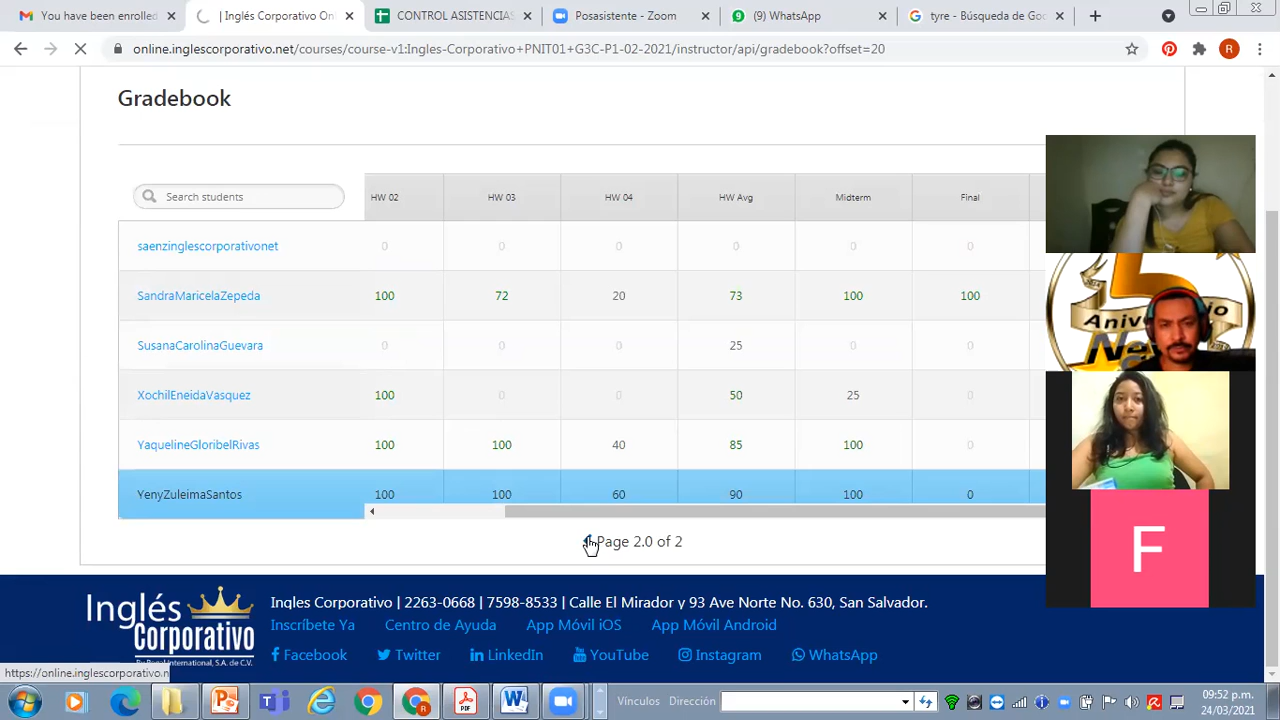 You have been enrolled
| Inglés Corporativo On
CONTROL ASISTENCIAS
Posasistente - Zoom
(9) WhatsApp
tyre - Búsqueda de Goo
online.inglescorporativo.net/courses/course-v1:Ingles-Corporativo+PNIT01+G3C-P1-02-2021/instructor/api/gradebook?offset=20
R
Gradebook
Search students
HW 02 HW 03 HW 04 HW Avg Midterm Final
saenzinglescorporativonet 0 0 0 0 0 0
SandraMaricelaZepeda 100 72 20 73 100 100
SusanaCarolinaGuevara 0 0 0 25 0 0
XochilEneidaVasquez 100 0 0 50 25 0
YaquelineGloribelRivas 100 100 40 85 100 0
YenyZuleimaSantos 100 100 60 90 100 0
Page 2.0 of 2
Aniv rio
Ne
F
Inglés Corporativo
Ingles Corporativo | 2263-0668 | 7598-8533 | Calle El Mirador y 93 Ave Norte No. 630, San Salvador.
Inscríbete Ya Centro de Ayuda App Móvil iOS App Móvil Android
Facebook Twitter LinkedIn YouTube Instagram WhatsApp
https://online.inglescorporativo.n
Vínculos Dirección
09:52 p.m.
24/03/2021